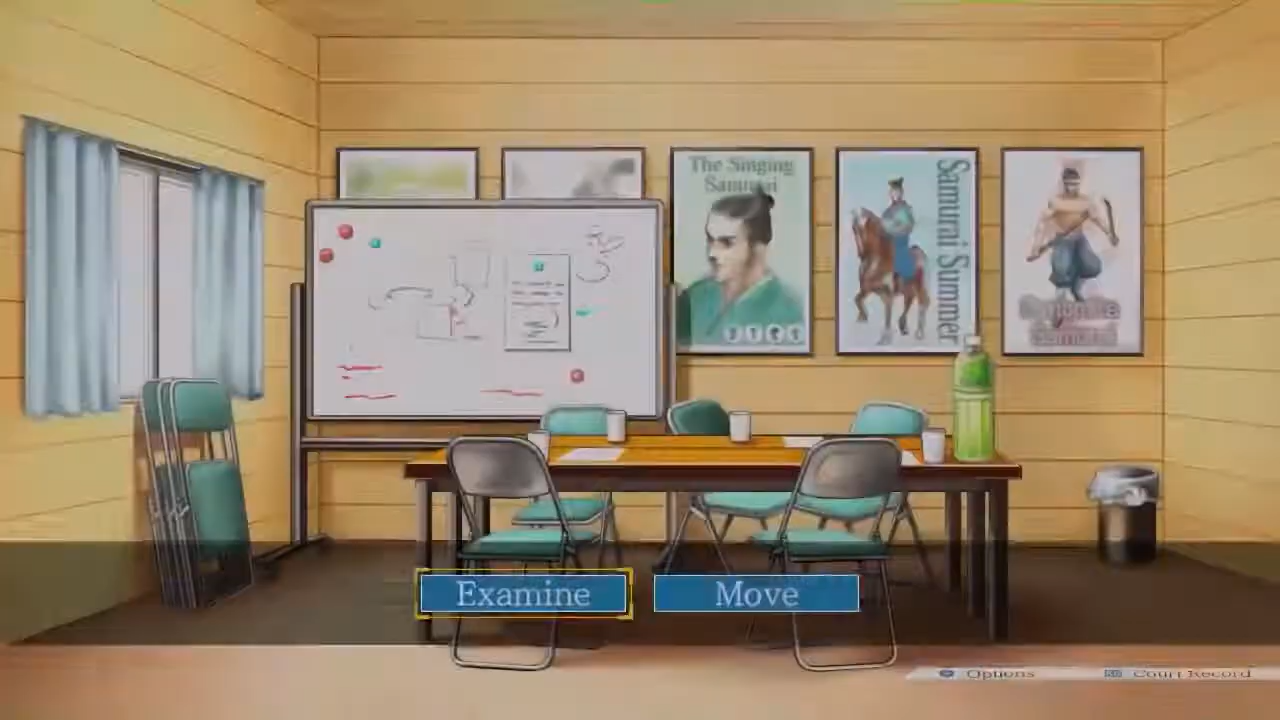 The Singing
Samurai
Samurai Summer
Examine
Move
Options
Court Record